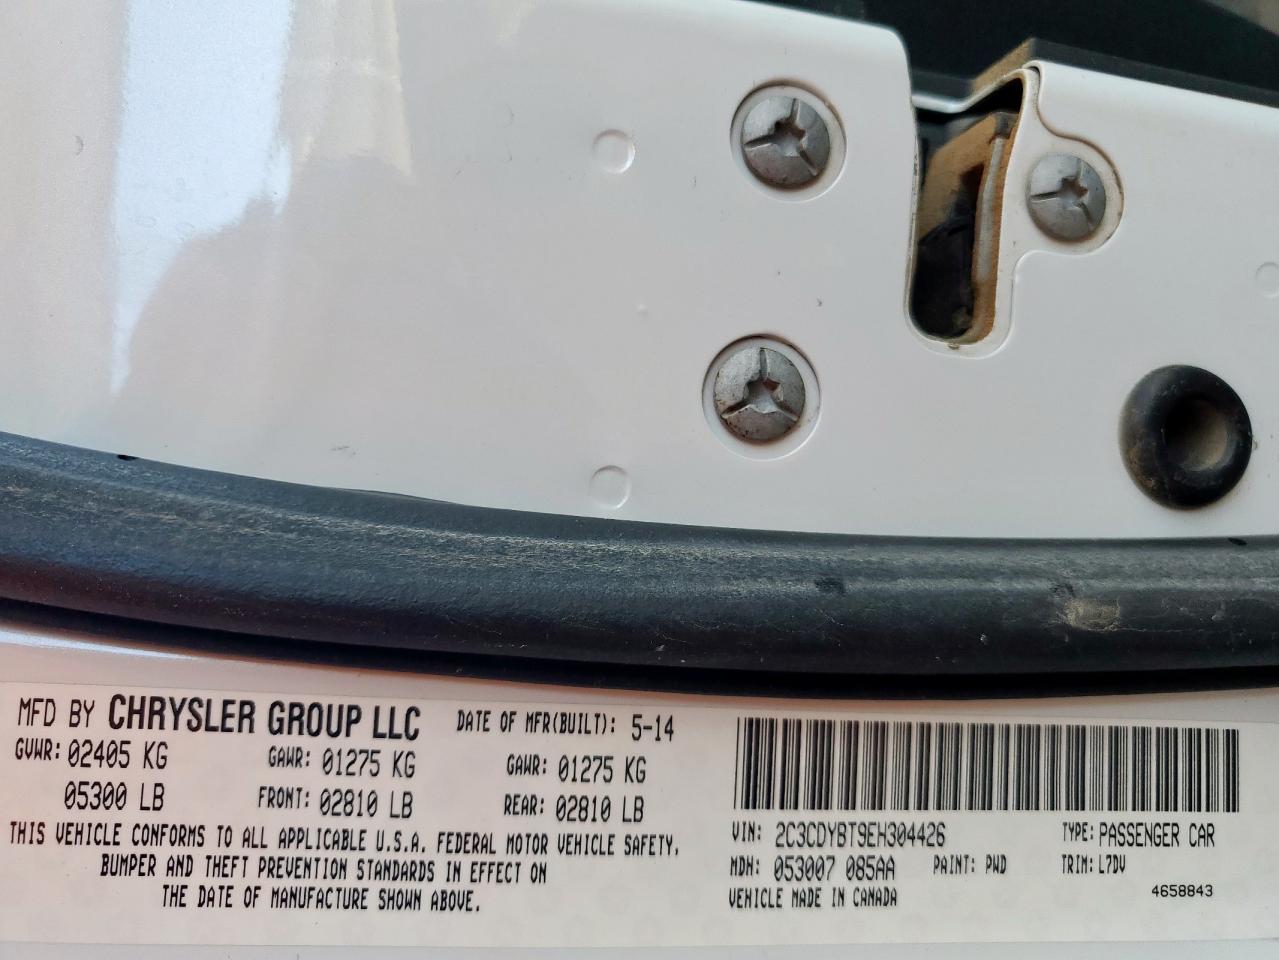 MFD BY CHRYSLER GROUP LLC DATE OF MFR(BUILT): 5-14
GVWR: 02405 KG GAWR: 01275 KG GAWR: 01275 KG
05300 LB FRONT: 02810 LB REAR: 02810 LB
THIS VEHICLE CONFORMS TO ALL APPLICABLE U.S.A. FEDERAL MOTOR VEHICLE SAFETY,
BUMPER AND THEFT PREVENTION STANDARDS IN EFFECT ON
THE DATE OF MANUFACTURE SHOWN ABOVE.
VIN: 2C3CDYBT9EH304426 TYPE: PASSENGER CAR
MDH: 053007 085AA PAINT: PWD TRIM: L7DV
VEHICLE MADE IN CANADA 4658843